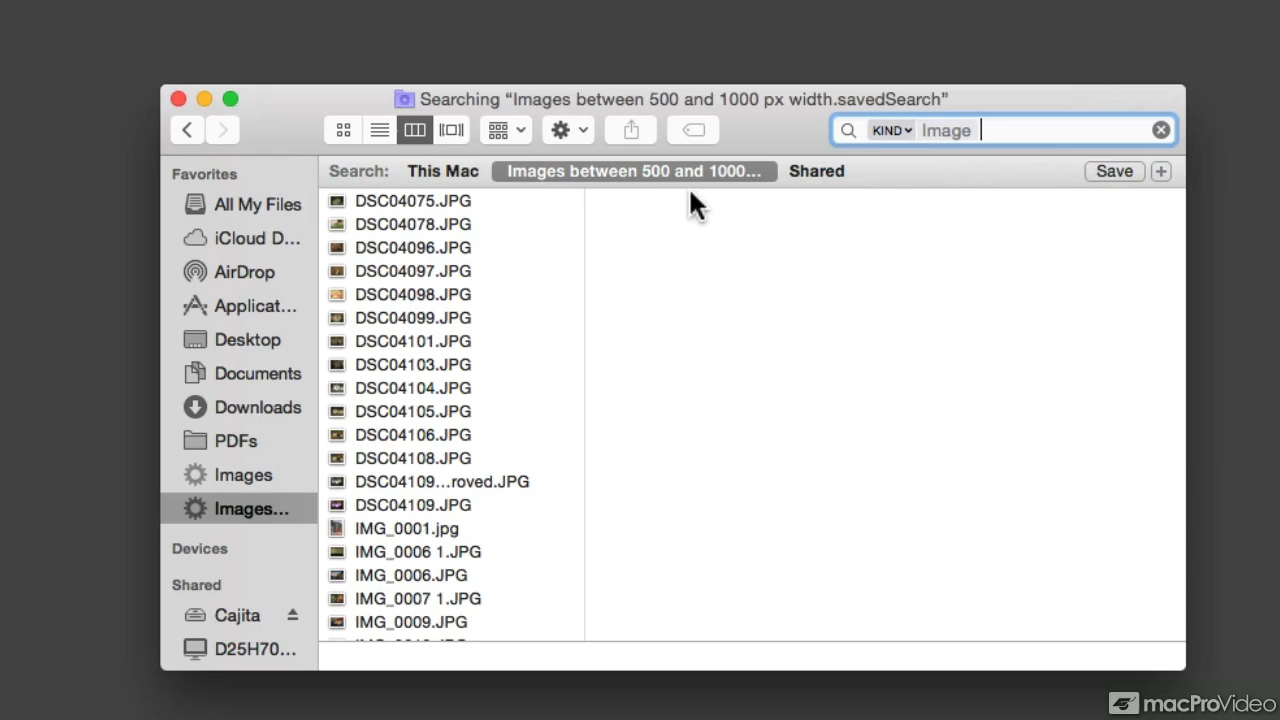 Searching “Images between 500 and 1000 px width.savedSearch”
KIND Image
Search: This Mac Images between 500 and 1000... Shared Save +
Favorites
All My Files
iCloud D...
AirDrop
Applicat...
Desktop
Documents
Downloads
PDFs
Images
Images...
Devices
Shared
Cajita
D25H70...
DSC04075.JPG
DSC04078.JPG
DSC04096.JPG
DSC04097.JPG
DSC04098.JPG
DSC04099.JPG
DSC04101.JPG
DSC04103.JPG
DSC04104.JPG
DSC04105.JPG
DSC04106.JPG
DSC04108.JPG
DSC04109...roved.JPG
DSC04109.JPG
IMG_0001.jpg
IMG_0006 1.JPG
IMG_0006.JPG
IMG_0007 1.JPG
IMG_0009.JPG
macProVideo